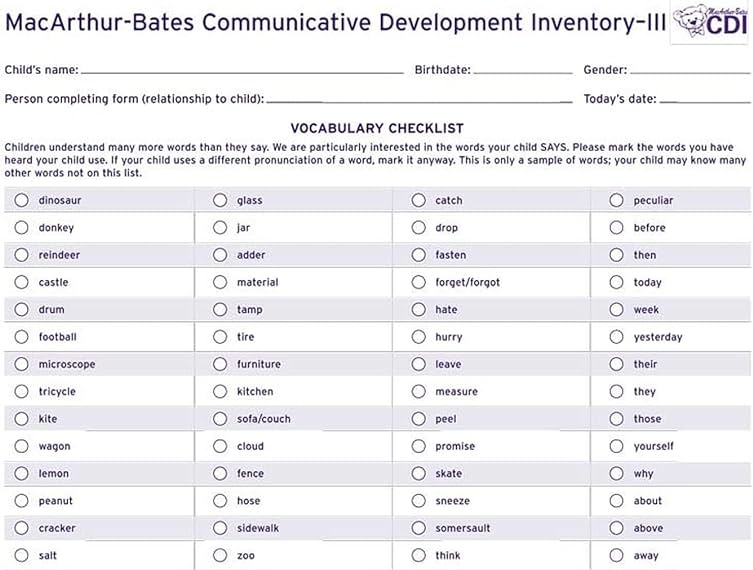 MacArthur-Bates Communicative Development Inventory–III
MacArthur-Bates
CDI
Child's name: Birthdate: Gender:
Person completing form (relationship to child): Today's date:
VOCABULARY CHECKLIST
Children understand many more words than they say. We are particularly interested in the words your child SAYS. Please mark the words you have
heard your child use. If your child uses a different pronunciation of a word, mark it anyway. This is only a sample of words; your child may know many
other words not on this list.
dinosaur glass catch peculiar
donkey jar drop before
reindeer adder fasten then
castle material forget/forgot today
drum tamp hate week
football tire hurry yesterday
microscope furniture leave their
tricycle kitchen measure they
kite sofa/couch peel those
wagon cloud promise yourself
lemon fence skate why
peanut hose sneeze about
cracker sidewalk somersault above
salt zoo think away